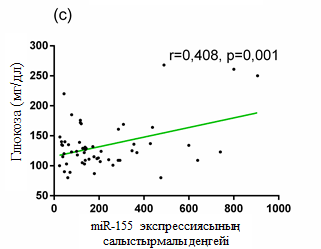 (c)
r=0,408, p=0,001
Глюкоза (мг/дл)
300
250
200
150
100
50
0 200 400 600 800 1000
miR-155 экспрессиясының
салыстырмалы деңгейі